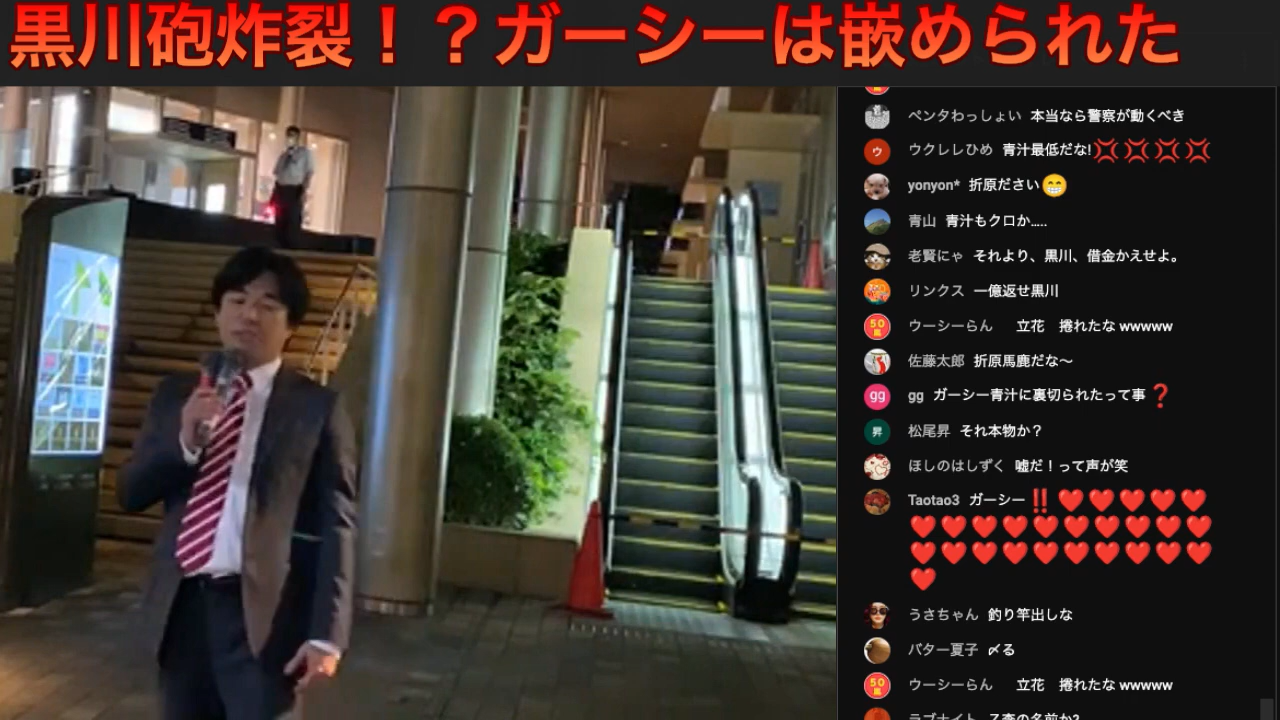 黒川砲炸裂！？ガーシーは嵌められた
ペンタわっしょい 本当なら警察が動くべき
ウ ウクレレひめ 青汁最低だな!💢💢💢💢
yonyon* 折原ださい😁
青山 青汁もクロか.....
老賢にゃ それより、黒川、借金かえせよ。
リンクス 一億返せ黒川
50萬 ウーシーらん 立花　捲れたな wwwww
佐藤太郎 折原馬鹿だな〜
gg gg ガーシー青汁に裏切られたって事❓
昇 松尾昇 それ本物か？
ほしのはしずく 嘘だ！って声が笑
Taotao3 ガーシー‼️❤️❤️❤️❤️❤️
❤️❤️❤️❤️❤️❤️❤️❤️❤️❤️
❤️❤️❤️❤️❤️❤️❤️❤️❤️❤️
❤️
うさちゃん 釣り竿出しな
バター夏子 〆る
50萬 ウーシーらん 立花　捲れたな wwwww